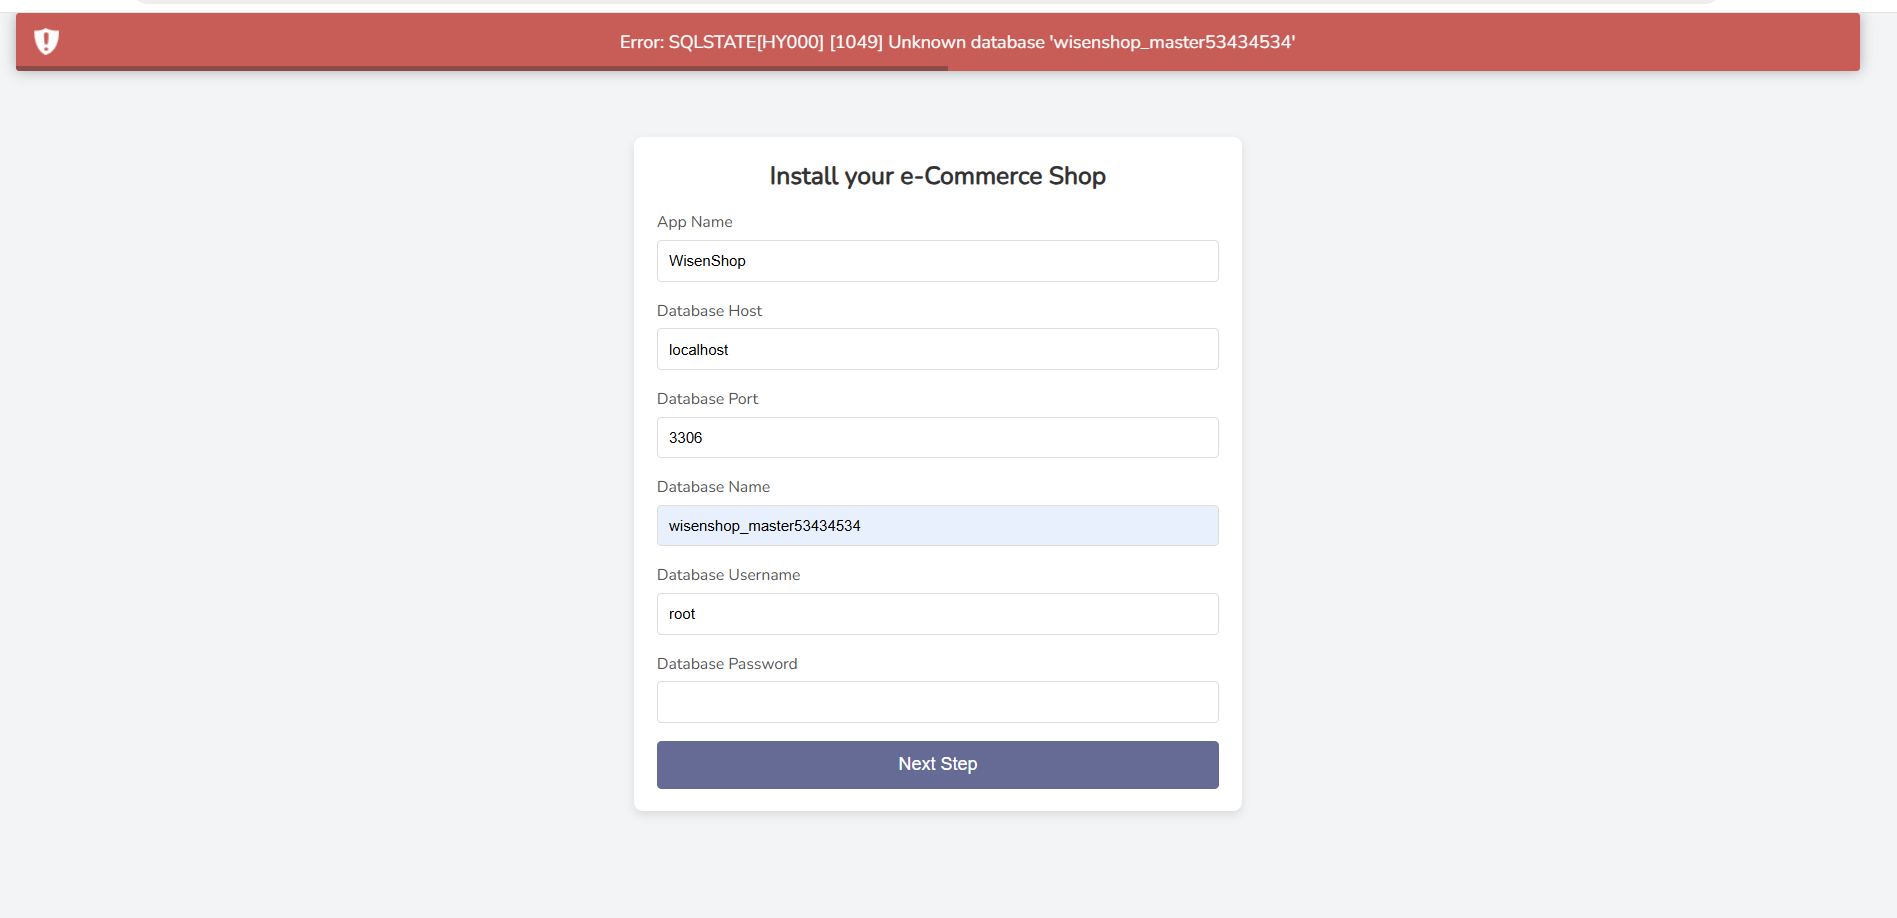 Error: SQLSTATE[HY000] [1049] Unknown database 'wisenshop_master53434534'
Install your e-Commerce Shop
App Name
WisenShop
Database Host
localhost
Database Port
3306
Database Name
wisenshop_master53434534
Database Username
root
Database Password
Next Step